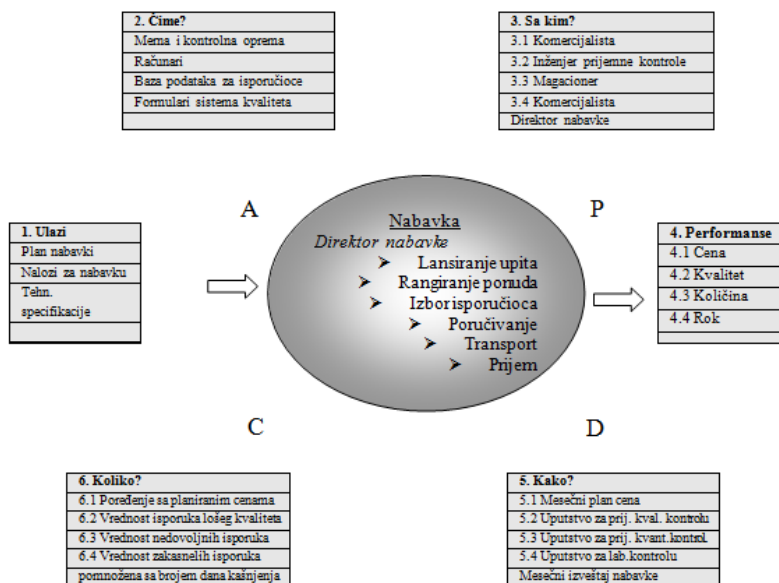 2. Čime?
Merna i kontrolna oprema
Računari
Baza podataka za isporučioce
Formulari sistema kvaliteta
3. Sa kim?
3.1 Komercijalista
3.2 Inženjer prijemne kontrole
3.3 Magacioner
3.4 Komercijalista
Direktor nabavke
A
P
1. Ulazi
Plan nabavki
Nalozi za nabavku
Tehn.
specifikacije
Nabavka
Direktor nabavke
➤ Lansiranje upita
➤ Rangiranje ponuda
➤ Izbor isporučioca
➤ Poručivanje
➤ Transport
➤ Prijem
4. Performanse
4.1 Cena
4.2 Kvalitet
4.3 Količina
4.4 Rok
C
D
6. Koliko?
6.1 Poređenje sa planiranim cenama
6.2 Vrednost isporuka lošeg kvaliteta
6.3 Vrednost nedovoljnih isporuka
6.4 Vrednost zakasnelih isporuka
pomnožena sa brojem dana kašnjenja
5. Kako?
5.1 Mesečni plan cena
5.2 Uputstvo za prij. kval. kontrolu
5.3 Uputstvo za prij. kvant.kontrol.
5.4 Uputstvo za lab.kontrolu
Mesečni izveštaj nabavke